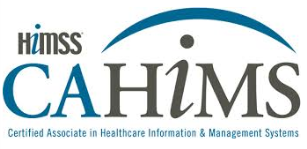 HiMSS
CAHiMS
Certified Associate in Healthcare Information & Management Systems